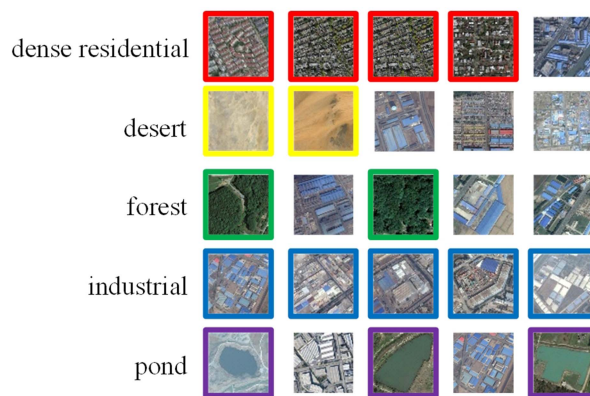 dense residential
desert
forest
industrial
pond